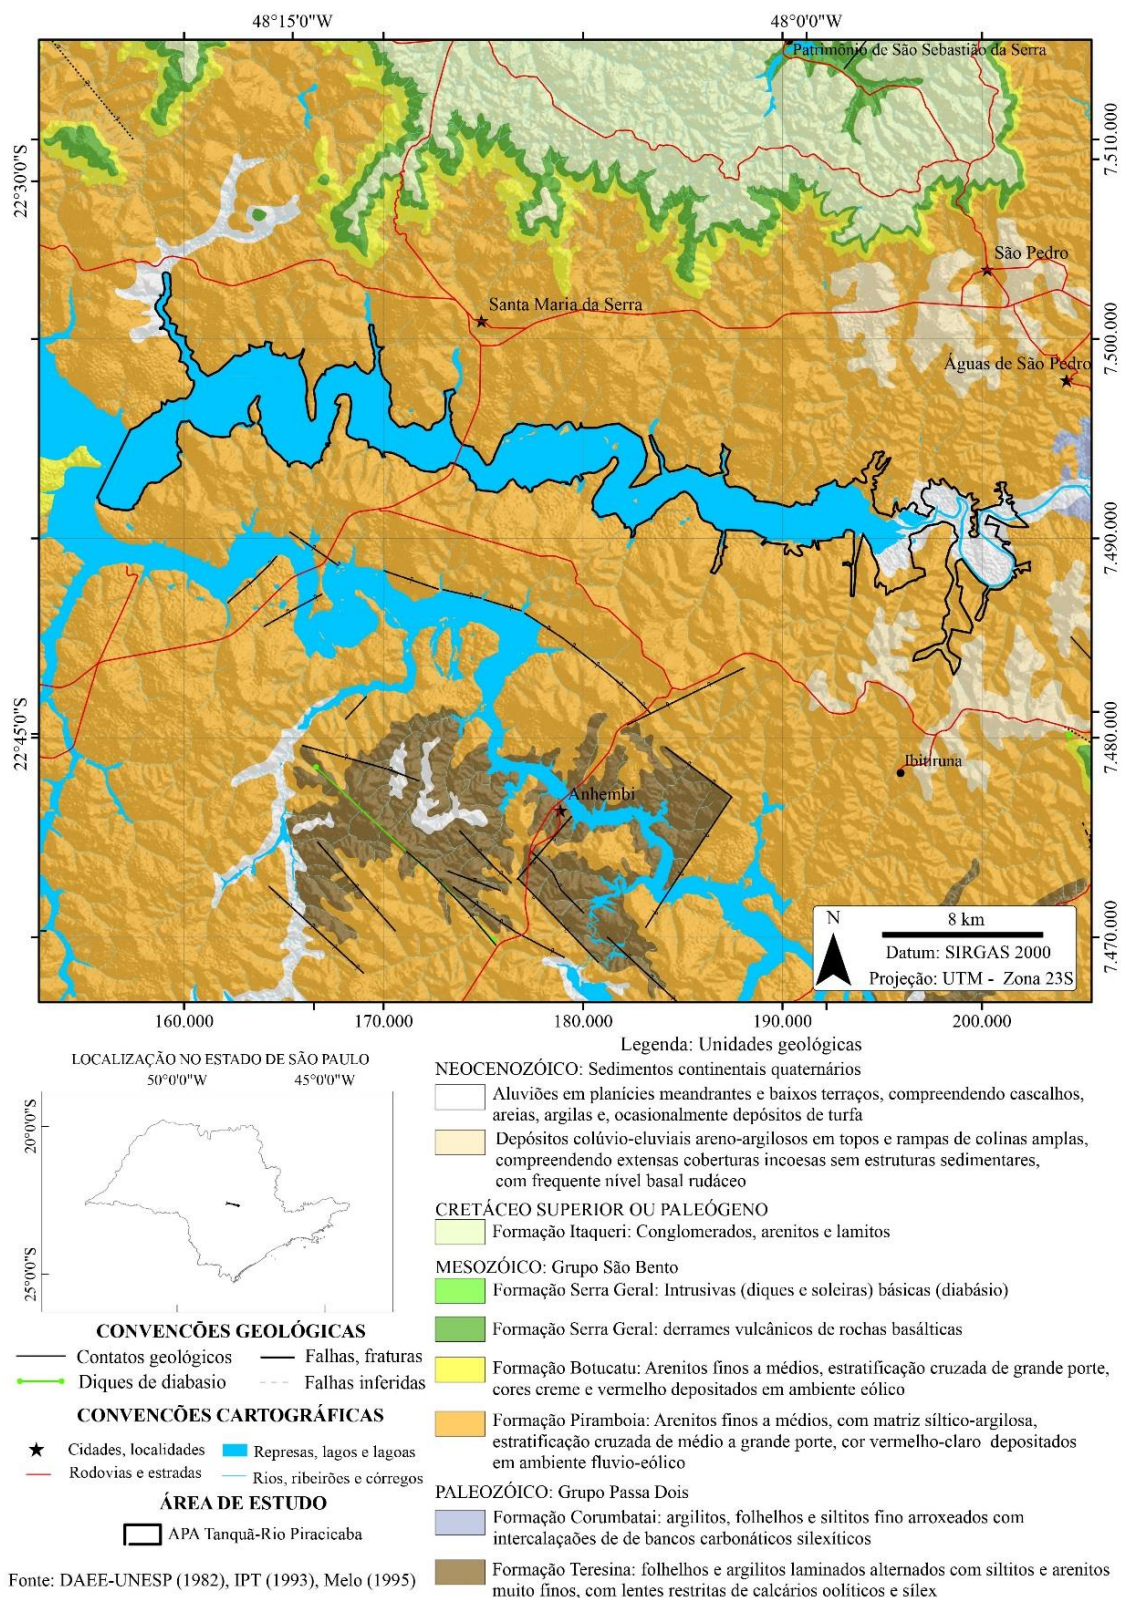 48°15'0"W
48°0'0"W
Patrimônio de São Sebastião da Serra
7.510.000
22°30'0"S
São Pedro
Santa Maria da Serra
7.500.000
Águas de São Pedro
7.490.000
22°45'0"S
7.480.000
Ibitiruna
Anhembi
N
8 km
Datum: SIRGAS 2000
Projeção: UTM - Zona 23S
7.470.000
160.000
170.000
180.000
190.000
200.000
Legenda: Unidades geológicas
NEOCENOZÓICO: Sedimentos continentais quaternários
Aluviões em planícies meandrantes e baixos terraços, compreendendo cascalhos,
areias, argilas e, ocasionalmente depósitos de turfa
Depósitos colúvio-eluviais areno-argilosos em topos e rampas de colinas amplas,
compreendendo extensas coberturas incoesas sem estruturas sedimentares,
com frequente nível basal rudáceo
CRETÁCEO SUPERIOR OU PALEÓGENO
Formação Itaqueri: Conglomerados, arenitos e lamitos
MESOZÓICO: Grupo São Bento
Formação Serra Geral: Intrusivas (diques e soleiras) básicas (diabásio)
Formação Serra Geral: derrames vulcânicos de rochas basálticas
Formação Botucatu: Arenitos finos a médios, estratificação cruzada de grande porte,
cores creme e vermelho depositados em ambiente eólico
Formação Piramboia: Arenitos finos a médios, com matriz síltico-argilosa,
estratificação cruzada de médio a grande porte, cor vermelho-claro depositados
em ambiente fluvio-eólico
PALEOZÓICO: Grupo Passa Dois
Formação Corumbatai: argilitos, folhelhos e siltitos fino arroxeados com
intercalações de de bancos carbonáticos silexíticos
Formação Teresina: folhelhos e argilitos laminados alternados com siltitos e arenitos
muito finos, com lentes restritas de calcários oolíticos e sílex
LOCALIZAÇÃO NO ESTADO DE SÃO PAULO
50°0'0"W
45°0'0"W
20°0'0"S
25°0'0"S
CONVENCÕES GEOLÓGICAS
Contatos geológicos
Falhas, fraturas
Diques de diabasio
Falhas inferidas
CONVENCÕES CARTOGRÁFICAS
Cidades, localidades
Represas, lagos e lagoas
Rodovias e estradas
Rios, ribeirões e córregos
ÁREA DE ESTUDO
APA Tanquã-Rio Piracicaba
Fonte: DAEE-UNESP (1982), IPT (1993), Melo (1995)